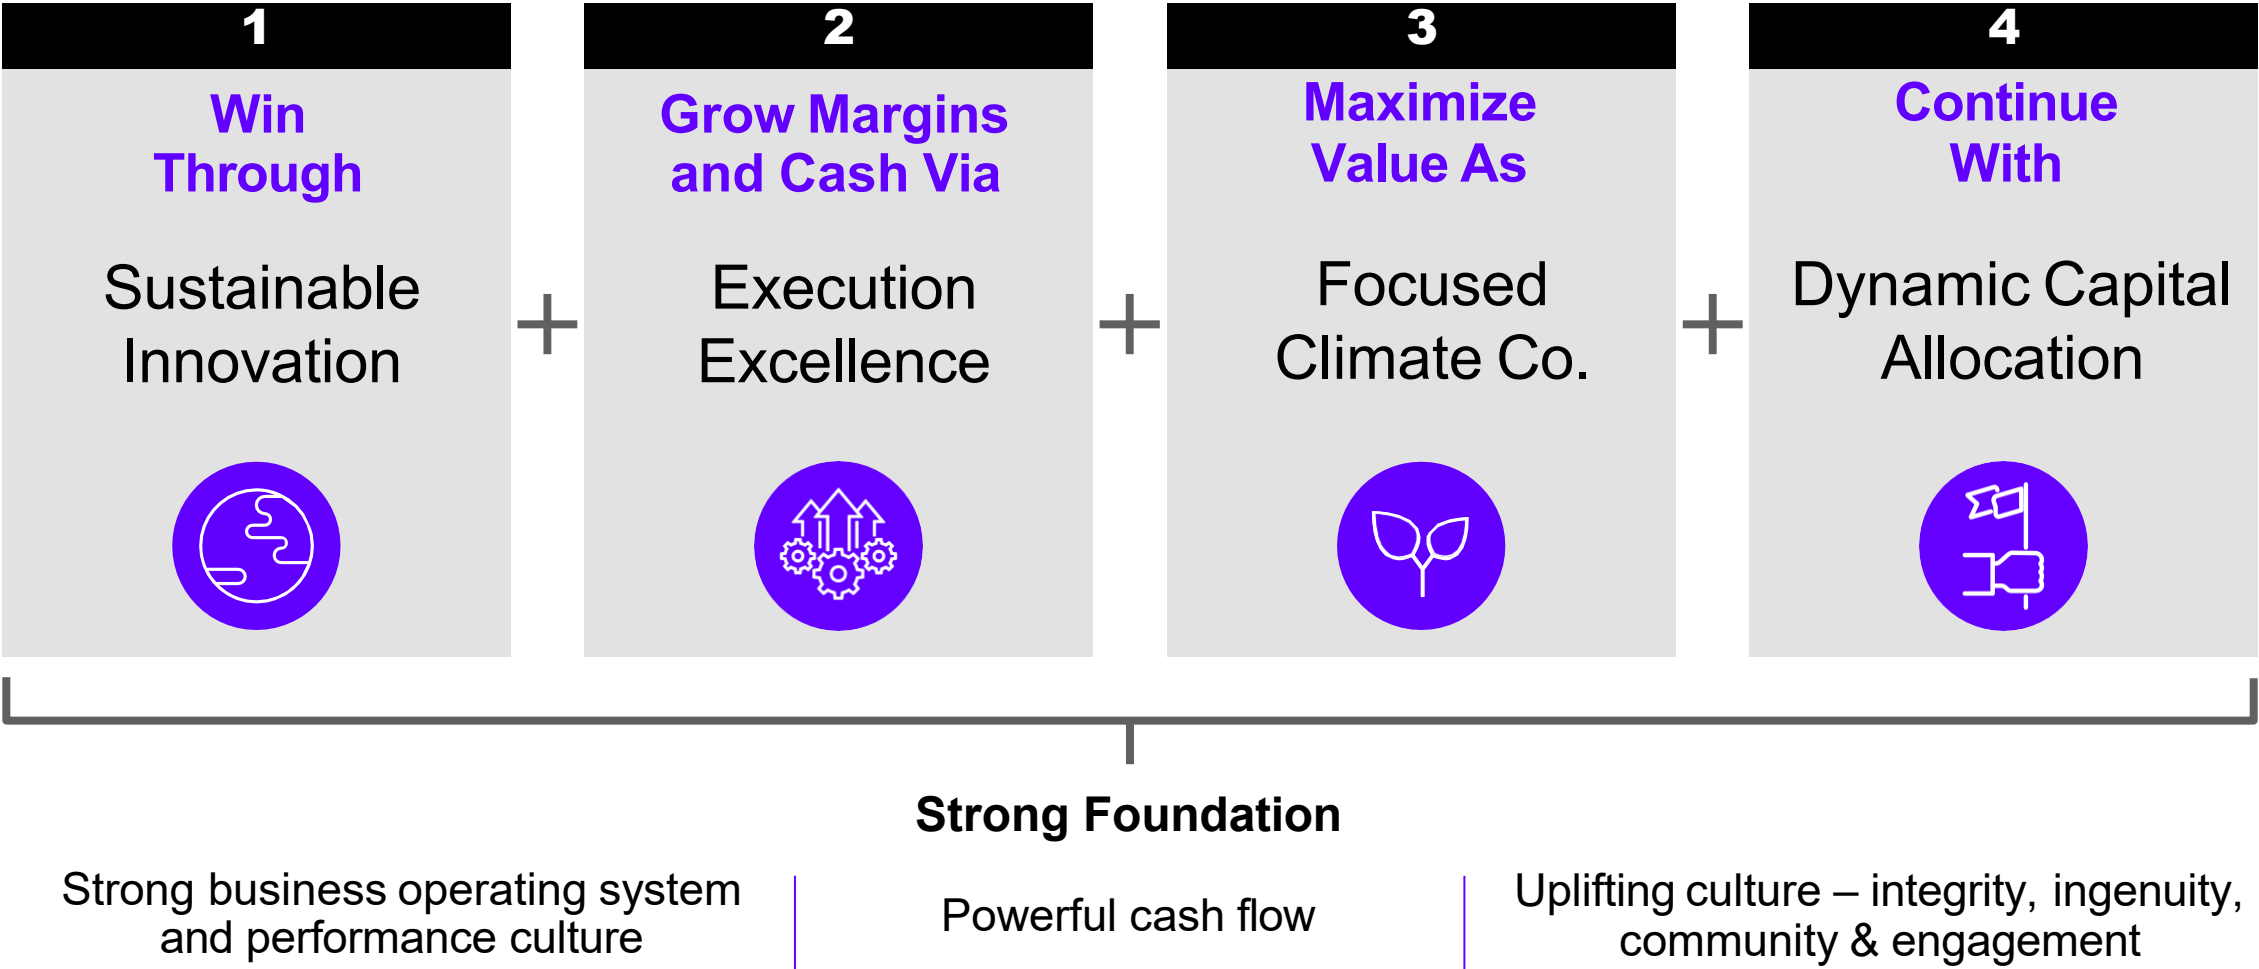 1
Win
Through
Sustainable
Innovation
2
Grow Margins
and Cash Via
Execution
Excellence
3
Maximize
Value As
Focused
Climate Co.
4
Continue
With
Dynamic Capital
Allocation
Strong Foundation
Strong business operating system
and performance culture
Powerful cash flow
Uplifting culture – integrity, ingenuity,
community & engagement